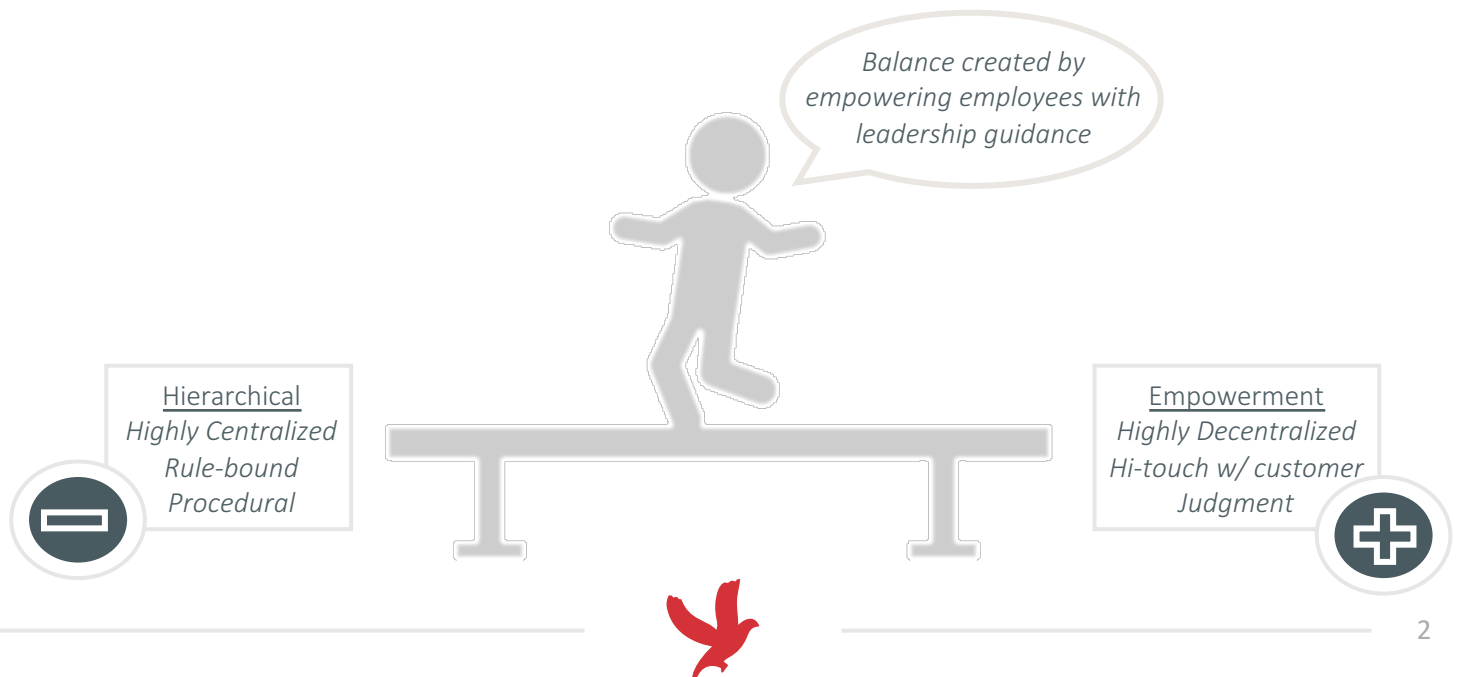 Balance created by
empowering employees with
leadership guidance
Hierarchical
Highly Centralized
Rule-bound
Procedural
Empowerment
Highly Decentralized
Hi-touch w/ customer
Judgment
2